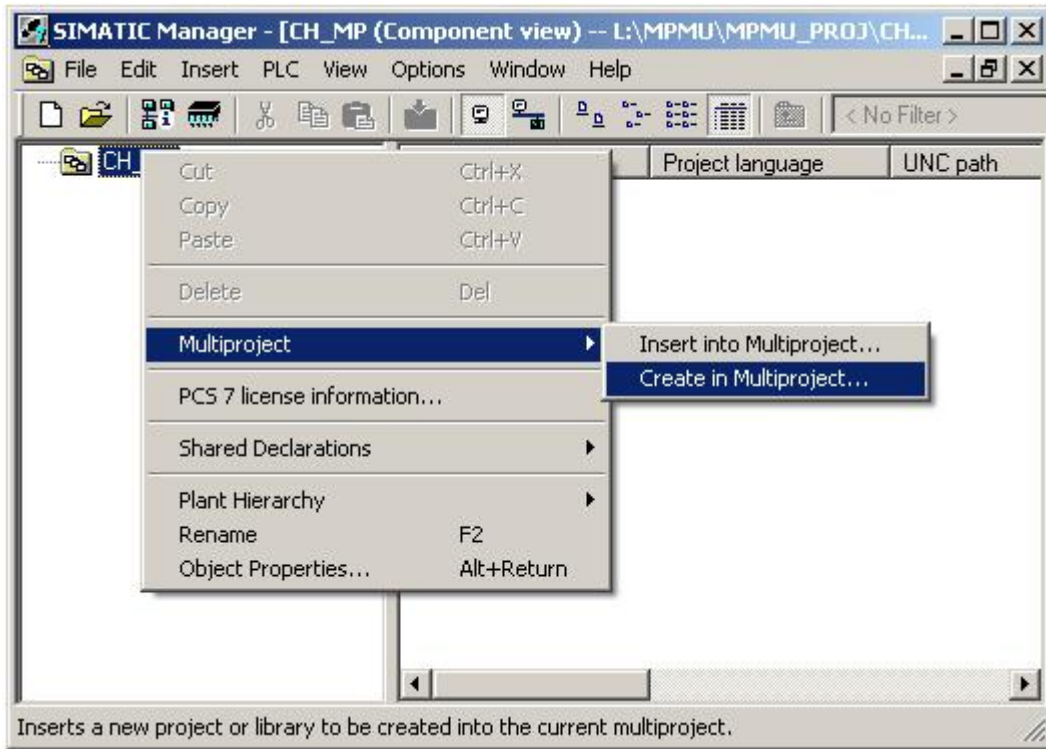 SIMATIC Manager - [CH_MP (Component view) -- L:\MPMU\MPMU_PROJ\CH...
File Edit Insert PLC View Options Window Help
< No Filter >
CH_
Project language UNC path
Cut Ctrl+X
Copy Ctrl+C
Paste Ctrl+V
Delete Del
Multiproject
Insert into Multiproject...
Create in Multiproject...
PCS 7 license information...
Shared Declarations
Plant Hierarchy
Rename F2
Object Properties... Alt+Return
Inserts a new project or library to be created into the current multiproject.